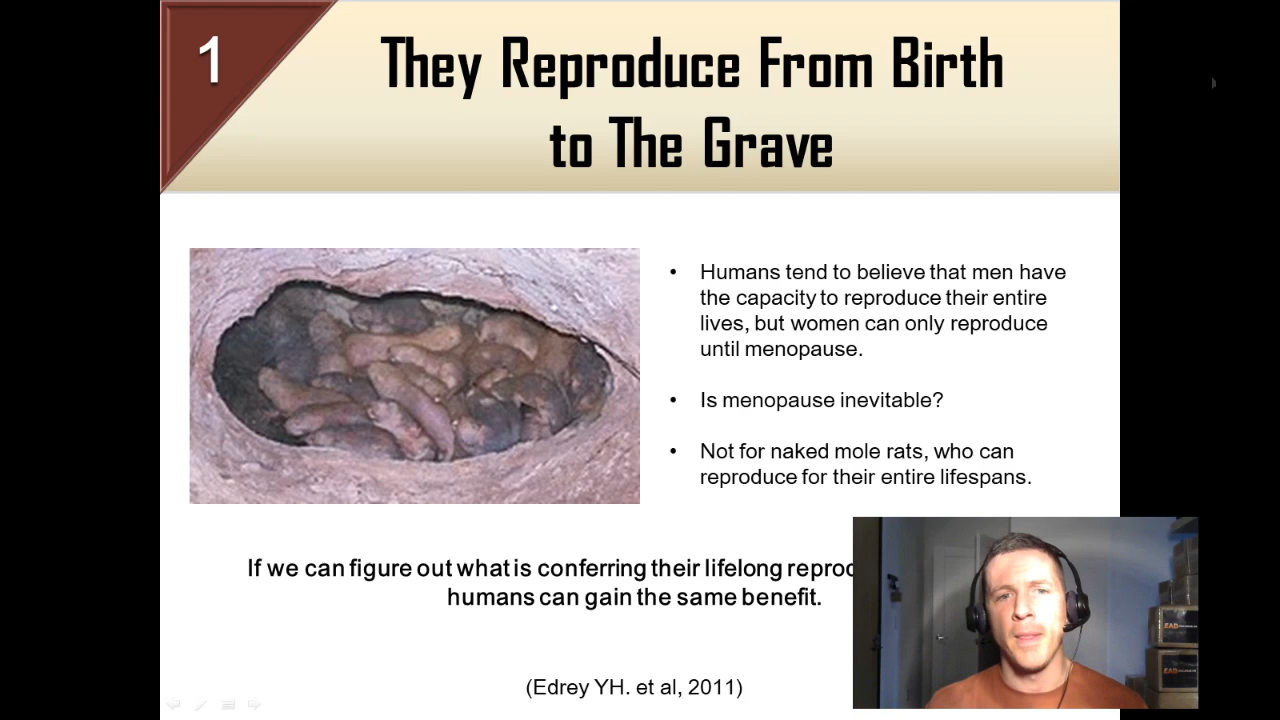 1
They Reproduce From Birth
to The Grave
• Humans tend to believe that men have
the capacity to reproduce their entire
lives, but women can only reproduce
until menopause.
• Is menopause inevitable?
• Not for naked mole rats, who can
reproduce for their entire lifespans.
If we can figure out what is conferring their lifelong
humans can gain the same benefit.
(Edrey YH. et al, 2011)